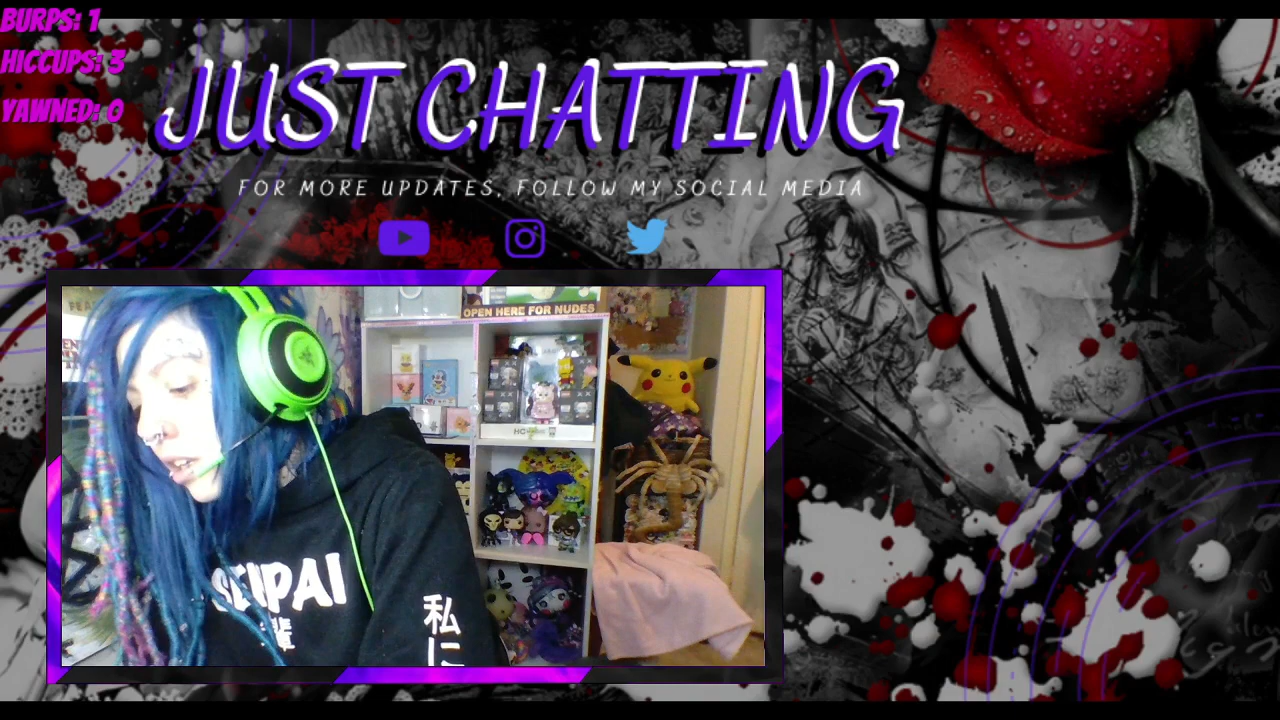 BURPS: 1
HICCUPS: 3
YAWNED: 0
JUST CHATTING
FOR MORE UPDATES, FOLLOW MY SOCIAL MEDIA
OPEN HERE FOR NUDES
SENPAI
私に